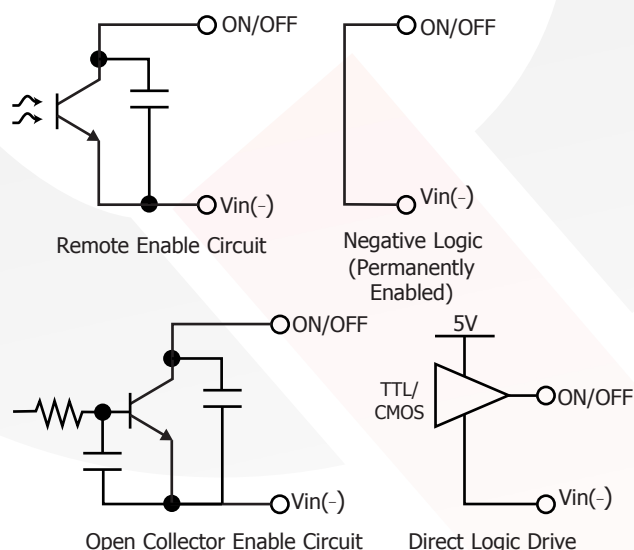 ON/OFF
Vin(-)
Remote Enable Circuit
ON/OFF
Vin(-)
Negative Logic
(Permanently
Enabled)
ON/OFF
Vin(-)
Open Collector Enable Circuit
5V
TTL/
CMOS
ON/OFF
Vin(-)
Direct Logic Drive